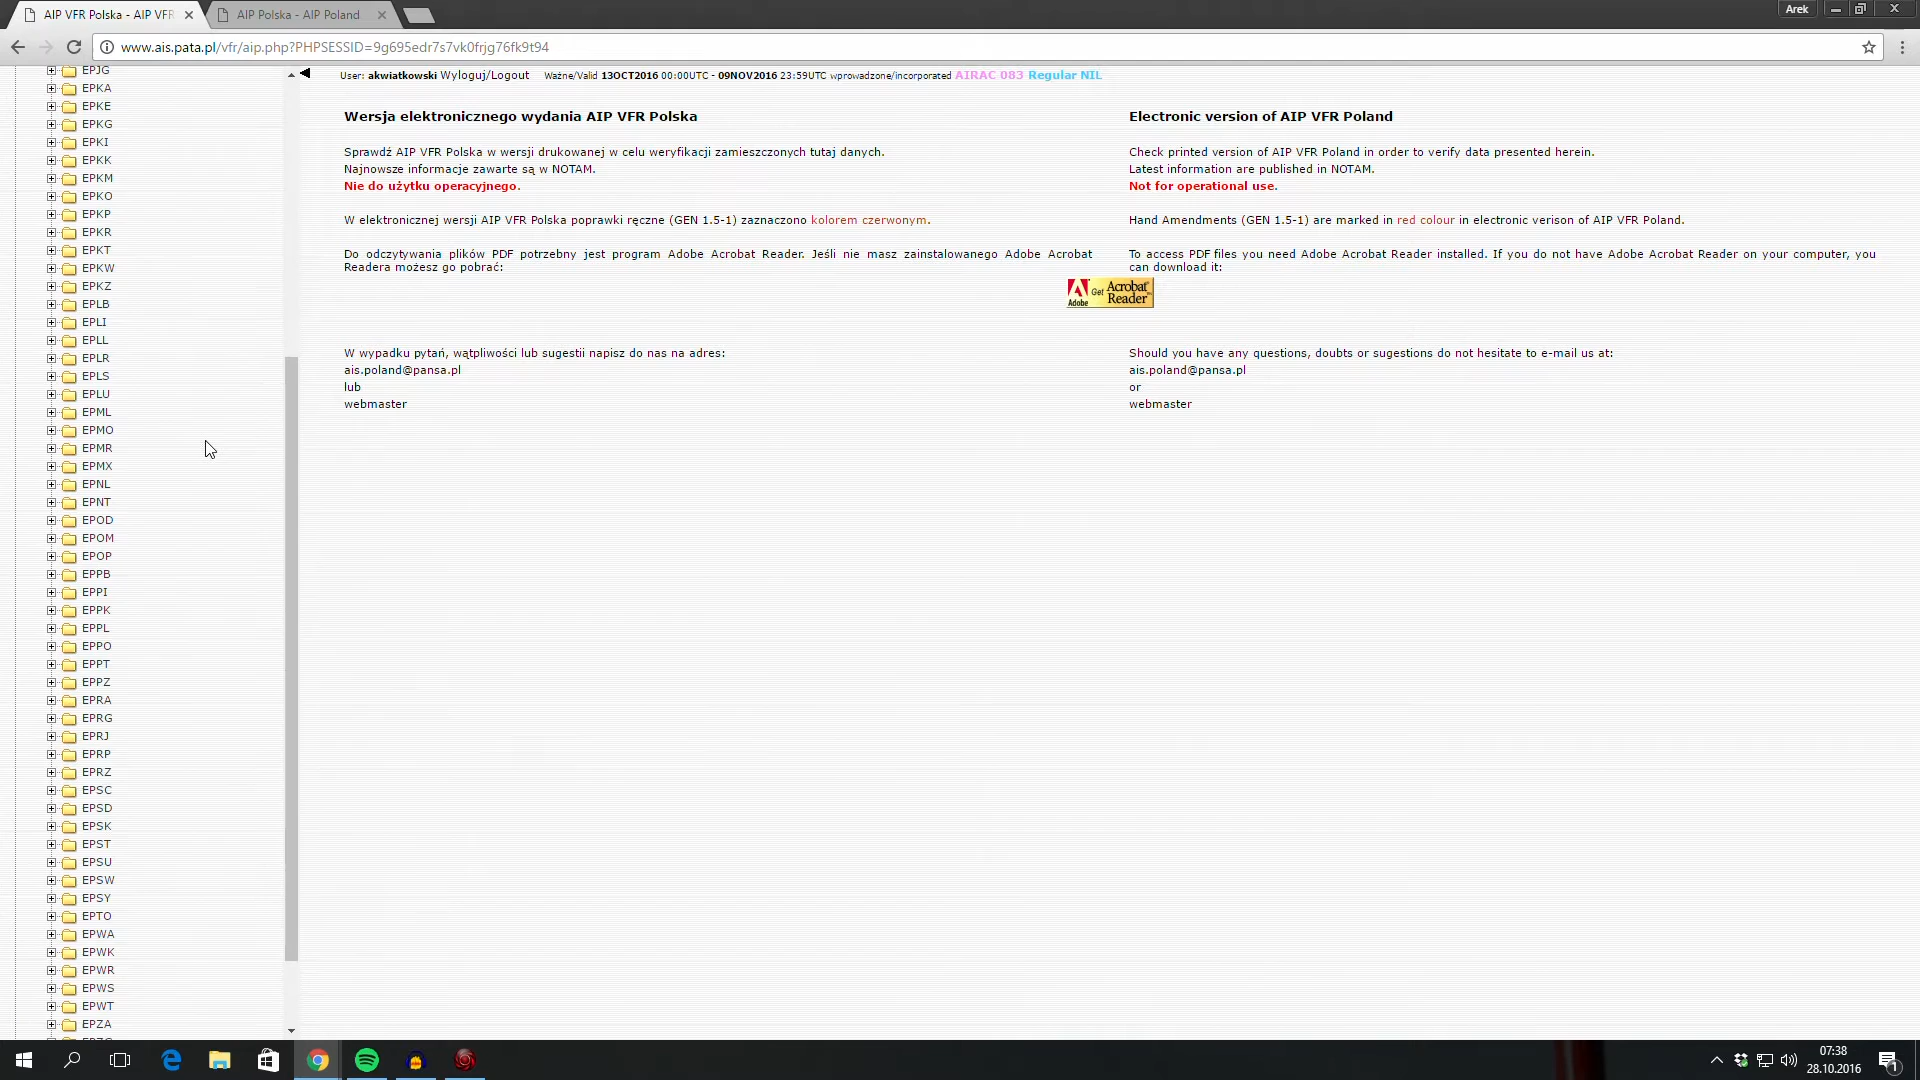 AIP VFR Polska - AIP VFR
AIP Polska - AIP Poland
Arek
www.ais.pata.pl/vfr/aip.php?PHPSESSID=9g695edr7s7vk0frjg76fk9t94
EPJG
EPKA
EPKE
EPKG
EPKI
EPKK
EPKM
EPKO
EPKP
EPKR
EPKT
EPKW
EPKZ
EPLB
EPLI
EPLL
EPLR
EPLS
EPLU
EPML
EPMO
EPMR
EPMX
EPNL
EPNT
EPOD
EPOM
EPOP
EPPB
EPPI
EPPK
EPPL
EPPO
EPPT
EPPZ
EPRA
EPRG
EPRJ
EPRP
EPRZ
EPSC
EPSD
EPSK
EPST
EPSU
EPSW
EPSY
EPTO
EPWA
EPWK
EPWR
EPWS
EPWT
EPZA
User: akwiatkowski Wyloguj/Logout Ważne/Valid 13OCT2016 00:00UTC - 09NOV2016 23:59UTC wprowadzone/incorporated AIRAC 083 Regular NIL
Wersja elektronicznego wydania AIP VFR Polska
Sprawdź AIP VFR Polska w wersji drukowanej w celu weryfikacji zamieszczonych tutaj danych.
Najnowsze informacje zawarte są w NOTAM.
Nie do użytku operacyjnego.
W elektronicznej wersji AIP VFR Polska poprawki ręczne (GEN 1.5-1) zaznaczono kolorem czerwonym.
Do odczytywania plików PDF potrzebny jest program Adobe Acrobat Reader. Jeśli nie masz zainstalowanego Adobe Acrobat
Readera możesz go pobrać:
Electronic version of AIP VFR Poland
Check printed version of AIP VFR Poland in order to verify data presented herein.
Latest information are published in NOTAM.
Not for operational use.
Hand Amendments (GEN 1.5-1) are marked in red colour in electronic verison of AIP VFR Poland.
To access PDF files you need Adobe Acrobat Reader installed. If you do not have Adobe Acrobat Reader on your computer, you
can download it:
Adobe Get Acrobat Reader
W wypadku pytań, wątpliwości lub sugestii napisz do nas na adres:
ais.poland@pansa.pl
lub
webmaster
Should you have any questions, doubts or sugestions do not hesitate to e-mail us at:
ais.poland@pansa.pl
or
webmaster
07:38
28.10.2016
1